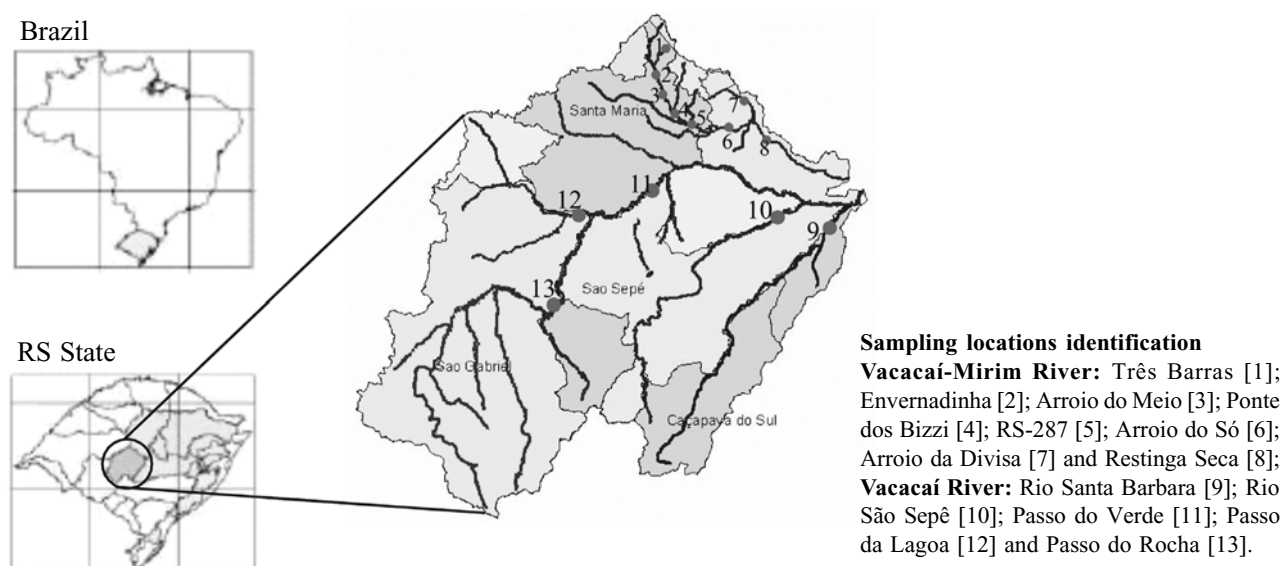 Brazil
RS State
1
2
3
4
5
6
7
8
Santa Maria
11
12
10
9
13
Sao Sepé
Sao Gabriel
Caçapava do Sul
Sampling locations identification
Vacacaí-Mirim River: Três Barras [1];
Envernadinha [2]; Arroio do Meio [3]; Ponte
dos Bizzi [4]; RS-287 [5]; Arroio do Só [6];
Arroio da Divisa [7] and Restinga Seca [8];
Vacacaí River: Rio Santa Barbara [9]; Rio
São Sepê [10]; Passo do Verde [11]; Passo
da Lagoa [12] and Passo do Rocha [13].